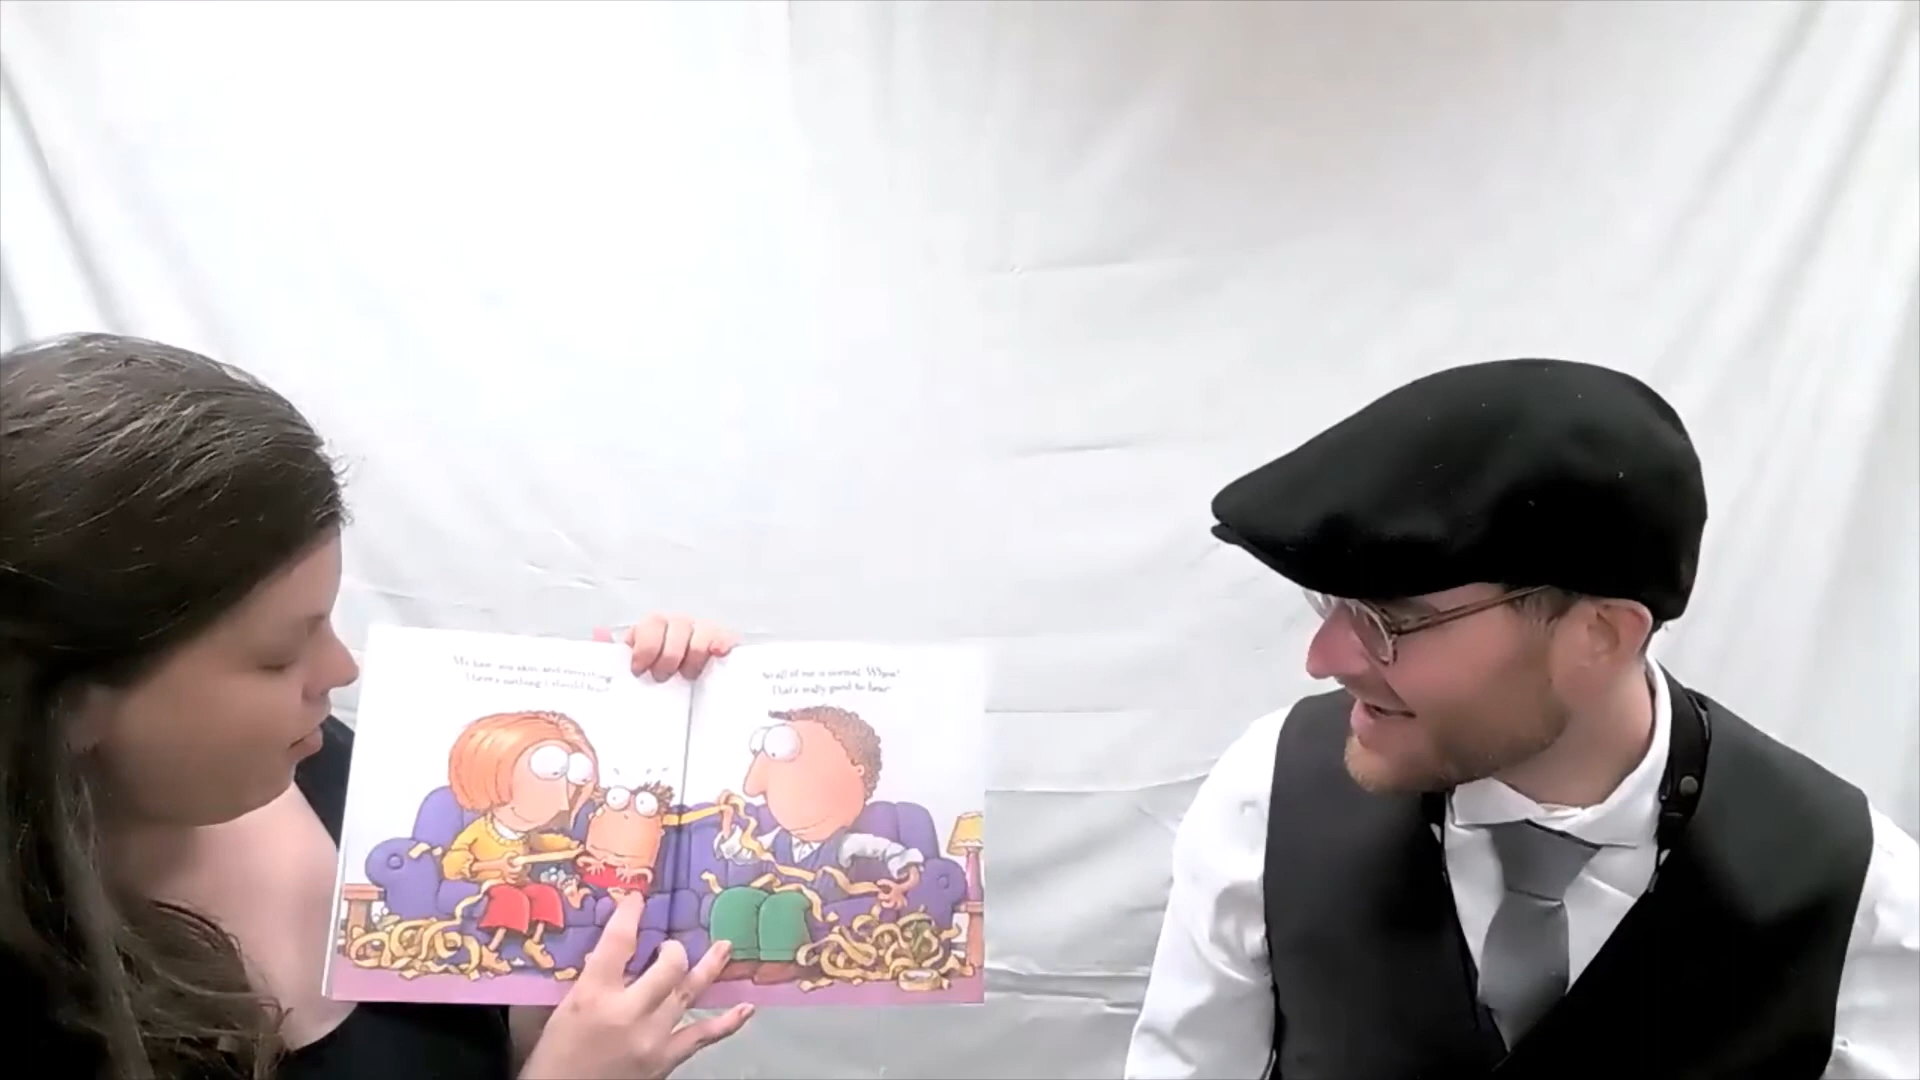 My hair, my skin, and everything.
There's nothing I should fear?
So all of me is normal. Whew!
That's really good to hear.